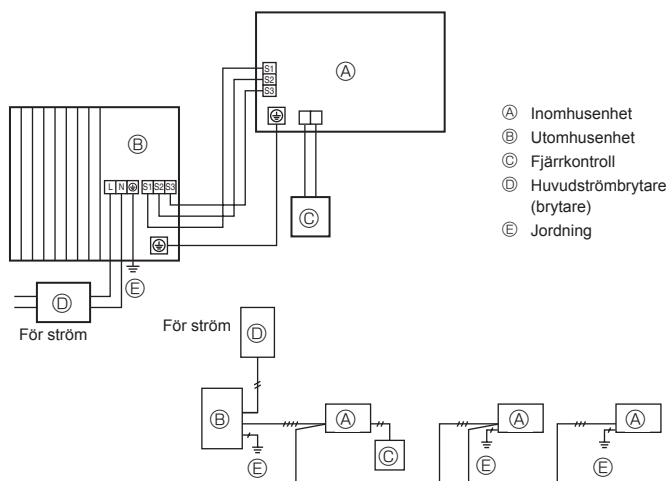 S1
S2
S3
Ⓐ
Ⓑ
L N S1 S2 S3
Ⓒ
Ⓔ
Ⓓ
För ström
Ⓐ Inomhusenhet
Ⓑ Utomhusenhet
Ⓒ Fjärrkontroll
Ⓓ Huvudströmbrytare
(brytare)
Ⓔ Jordning
För ström
Ⓓ
Ⓑ
Ⓐ
Ⓐ
Ⓐ
Ⓒ
Ⓔ
Ⓔ
Ⓔ